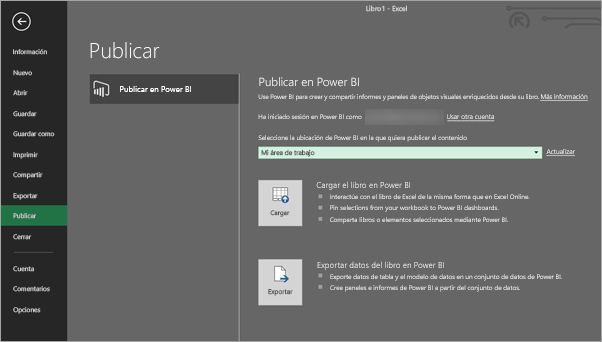 Libro1 - Excel
Información
Nuevo
Abrir
Guardar
Guardar como
Imprimir
Compartir
Exportar
Publicar
Cerrar
Cuenta
Comentarios
Opciones
Publicar
Publicar en Power BI
Publicar en Power BI
Use Power BI para crear y compartir informes y paneles de objetos visuales enriquecidos desde su libro. Más información
Ha iniciado sesión en Power BI como Usar otra cuenta
Seleccione la ubicación de Power BI en la que quiera publicar el contenido
Mi área de trabajo Actualizar
Cargar
Cargar el libro en Power BI
Interactúe con el libro de Excel de la misma forma que en Excel Online.
Pin selections from your workbook to Power BI dashboards.
Comparta libros o elementos seleccionados mediante Power BI.
Exportar
Exportar datos del libro en Power BI
Exporte datos de tabla y el modelo de datos en un conjunto de datos de Power BI.
Cree paneles e informes de Power BI a partir del conjunto de datos.